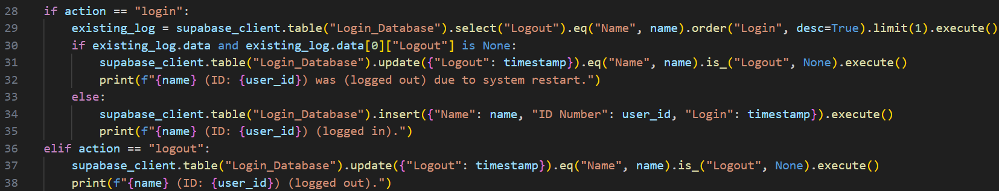 28 if action == "login":
29 existing_log = supabase_client.table("Login_Database").select("Logout").eq("Name", name).order("Login", desc=True).limit(1).execute()
30 if existing_log.data and existing_log.data[0]["Logout"] is None:
31 supabase_client.table("Login_Database").update({"Logout": timestamp}).eq("Name", name).is_("Logout", None).execute()
32 print(f"{name} (ID: {user_id}) was (logged out) due to system restart.")
33 else:
34 supabase_client.table("Login_Database").insert({"Name": name, "ID Number": user_id, "Login": timestamp}).execute()
35 print(f"{name} (ID: {user_id}) (logged in).")
36 elif action == "logout":
37 supabase_client.table("Login_Database").update({"Logout": timestamp}).eq("Name", name).is_("Logout", None).execute()
38 print(f"{name} (ID: {user_id}) (logged out).")